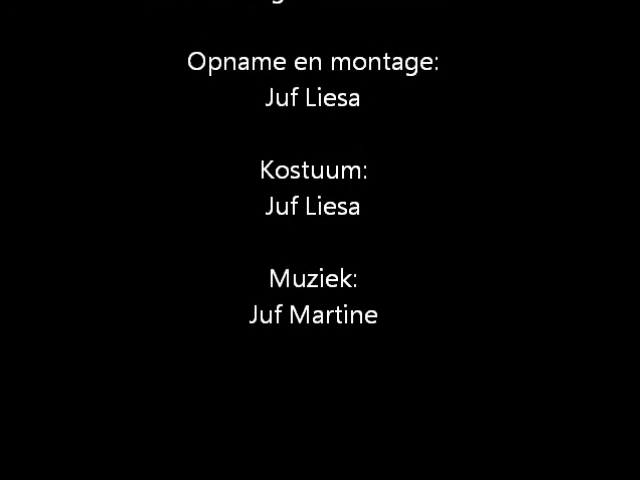 Opname en montage:
Juf Liesa
Kostuum:
Juf Liesa
Muziek:
Juf Martine